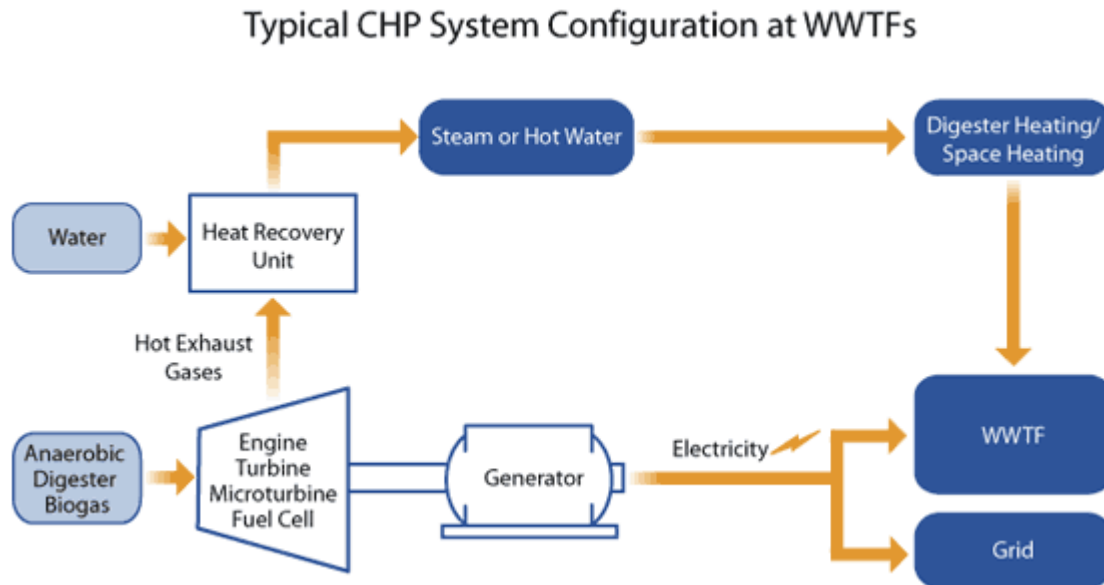 Typical CHP System Configuration at WWTFs
Steam or Hot Water
Digester Heating/
Space Heating
Water
Heat Recovery
Unit
Hot Exhaust
Gases
Anaerobic
Digester
Biogas
Engine
Turbine
Microturbine
Fuel Cell
Generator
Electricity
WWTF
Grid